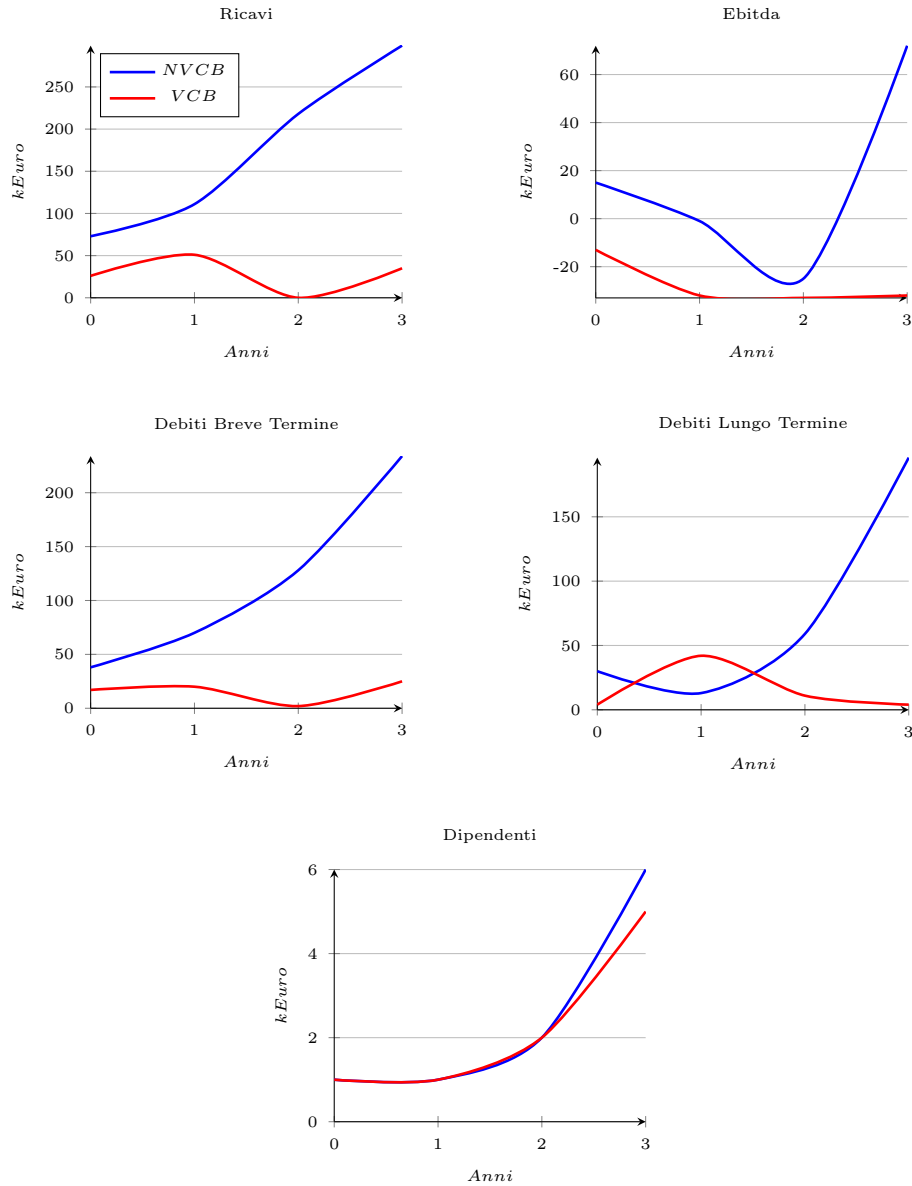 Ricavi
NVCB
VCB
250
200
150
100
50
0
kEuro
0 1 2 3
Anni
Ebitda
60
40
20
0
-20
kEuro
0 1 2 3
Anni
Debiti Breve Termine
200
150
100
50
0
kEuro
0 1 2 3
Anni
Debiti Lungo Termine
150
100
50
0
kEuro
0 1 2 3
Anni
Dipendenti
6
4
2
0
kEuro
0 1 2 3
Anni